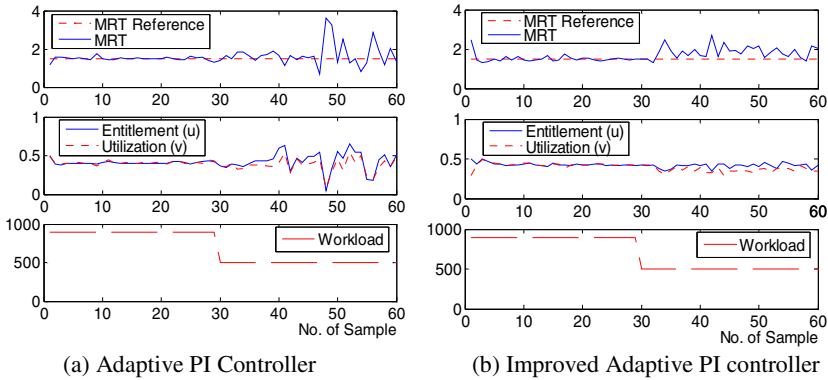 4
2
0
0 10 20 30 40 50 60
MRT Reference
MRT
1
0.5
0
0 10 20 30 40 50 60
Entitlement (u)
Utilization (v)
1000
500
0
0 10 20 30 40 50 60
Workload
No. of Sample
(a) Adaptive PI Controller
4
2
0
0 10 20 30 40 50 60
MRT Reference
MRT
1
0.5
0
0 10 20 30 40 50 60
Entitlement (u)
Utilization (v)
1000
500
0
0 10 20 30 40 50 60
Workload
No. of Sample
(b) Improved Adaptive PI controller